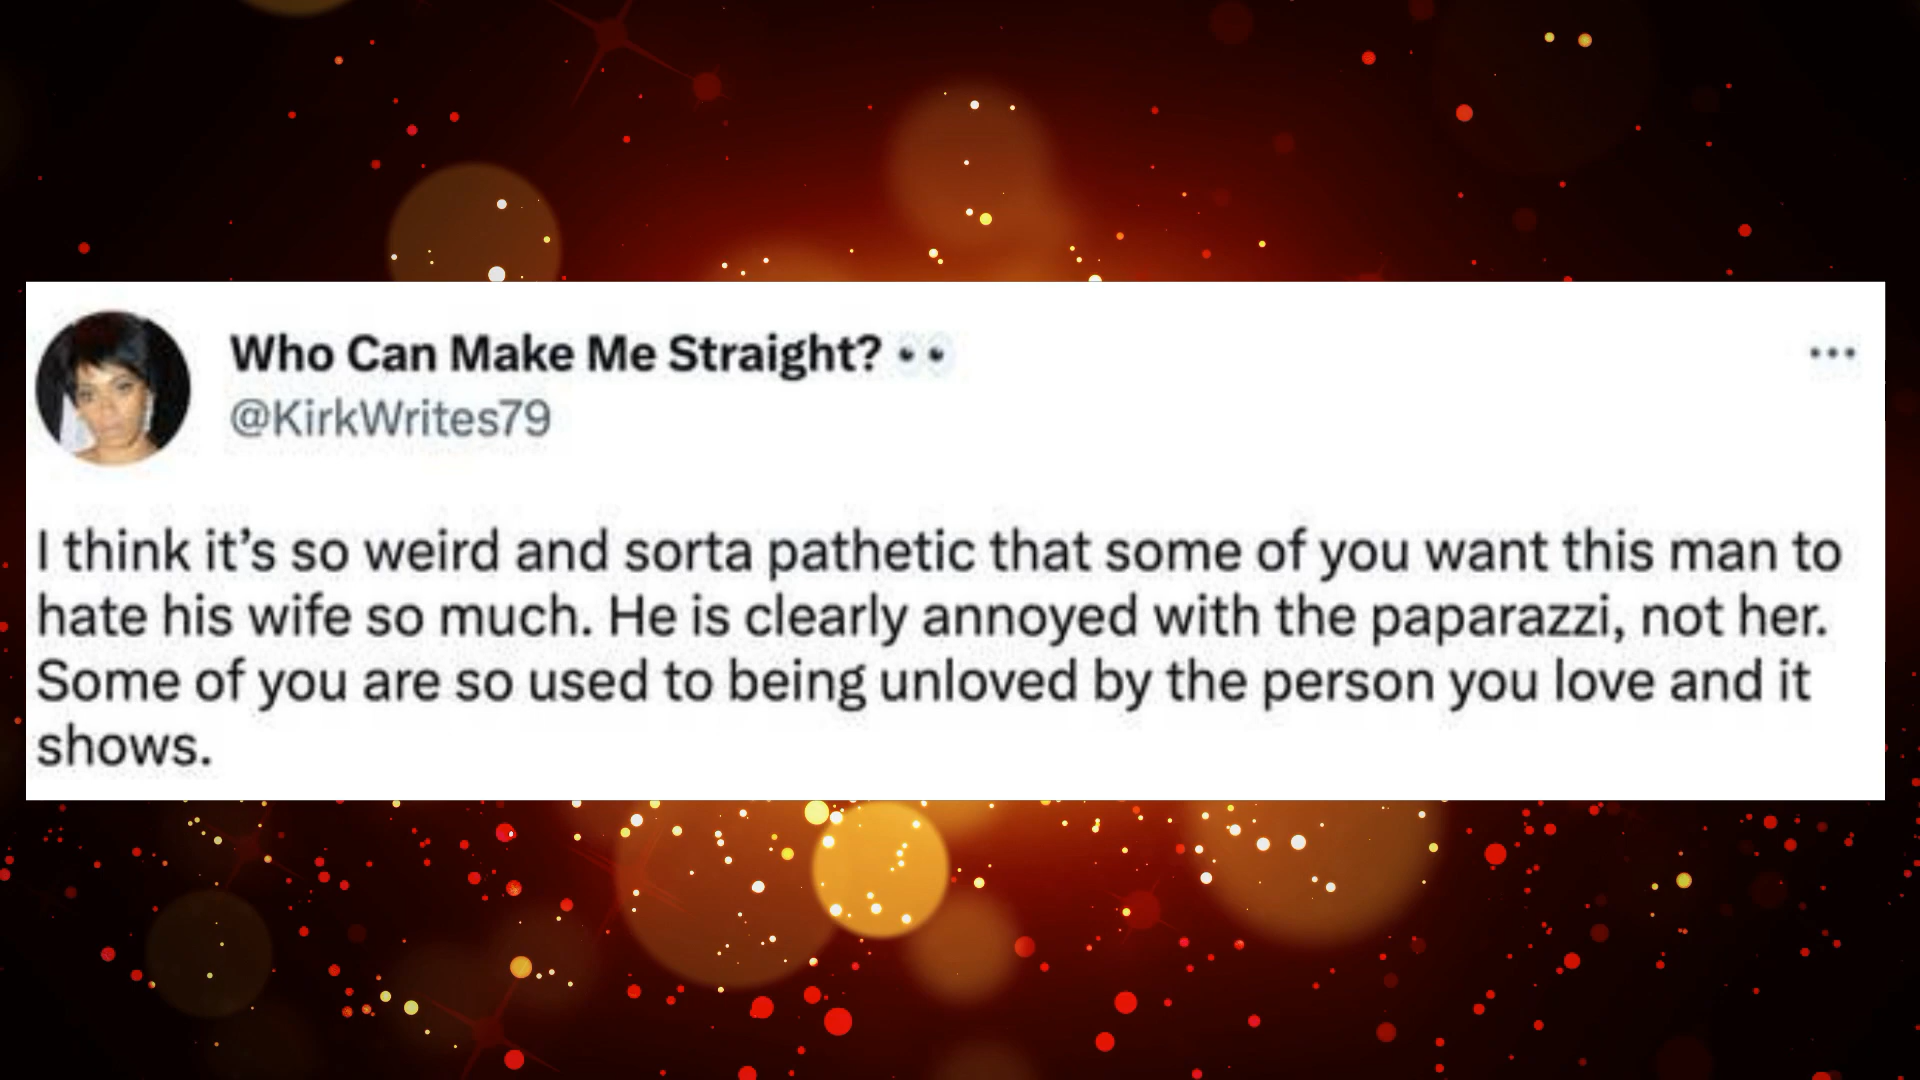 Who Can Make Me Straight? 👀
@KirkWrites79
I think it’s so weird and sorta pathetic that some of you want this man to
hate his wife so much. He is clearly annoyed with the paparazzi, not her.
Some of you are so used to being unloved by the person you love and it
shows.